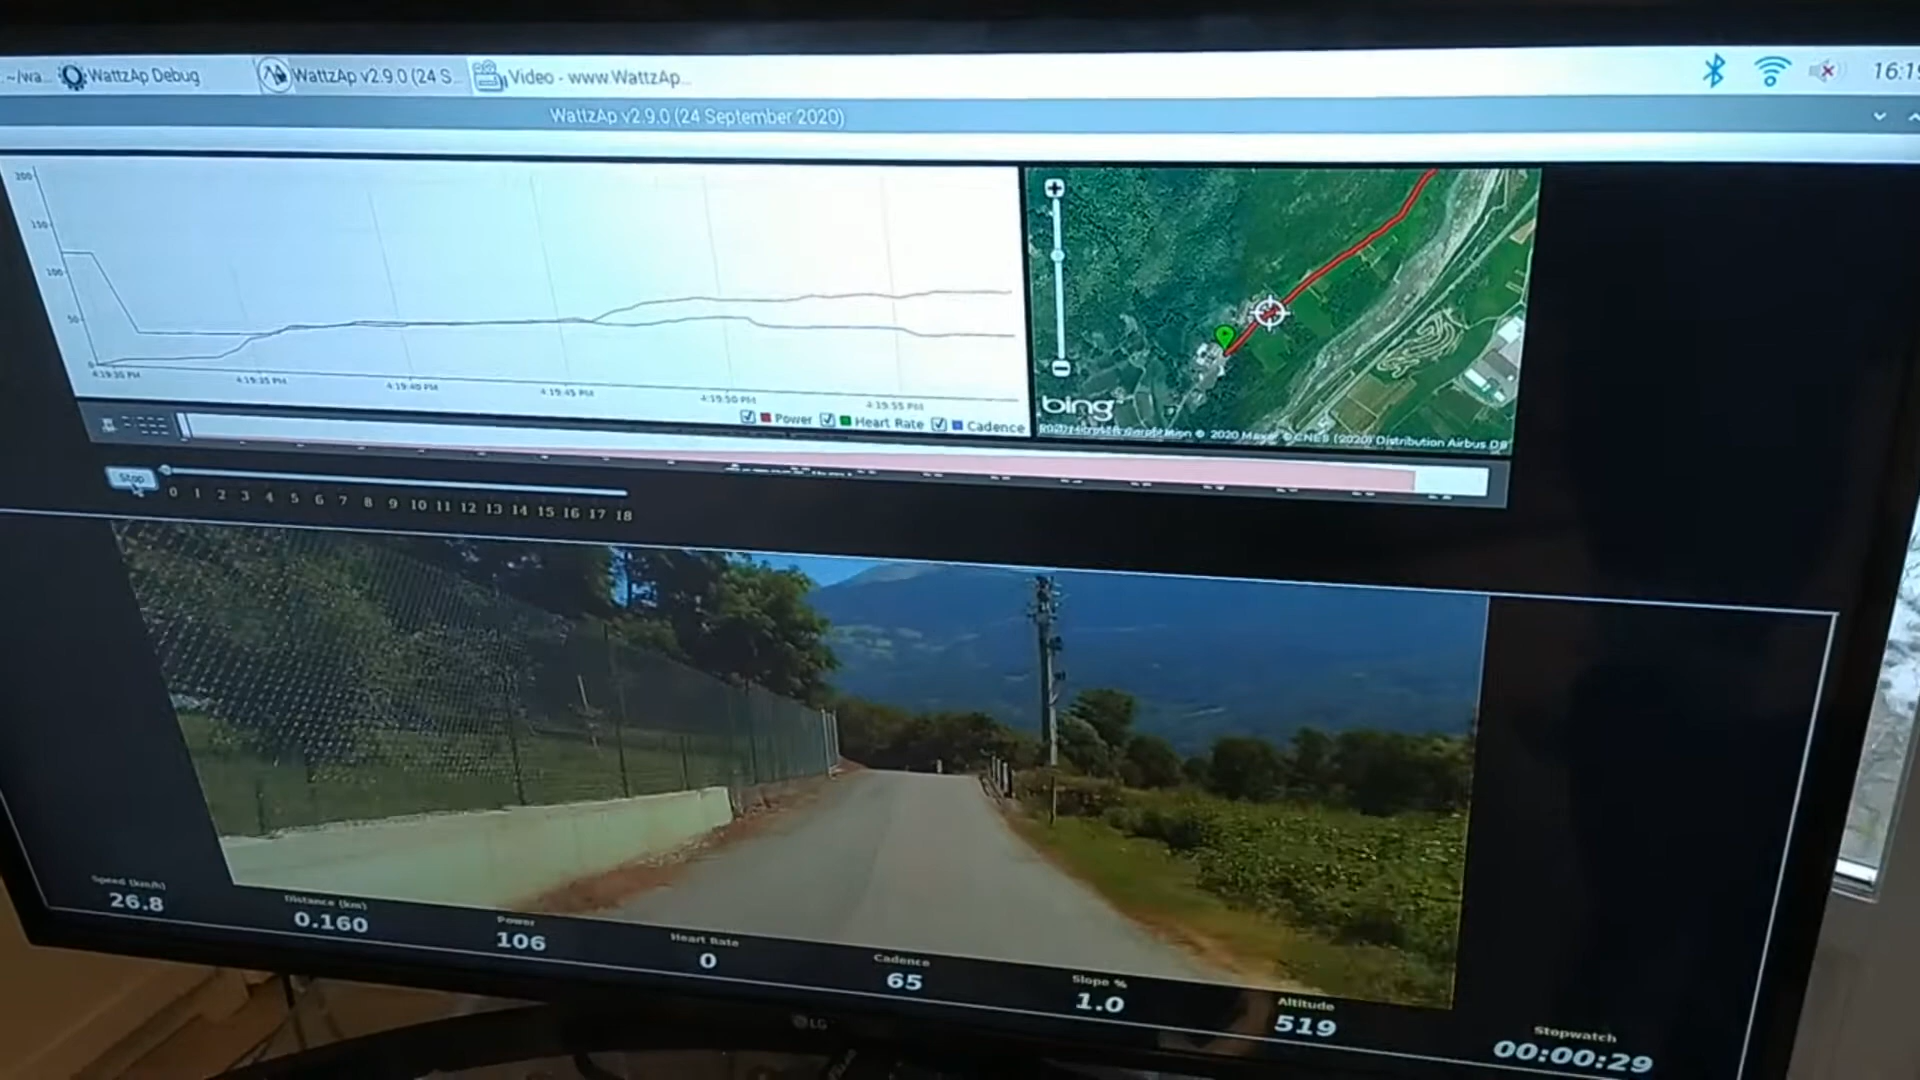 ~/wa...
WattzAp Debug
WattzAp v2.9.0 (24 S...
Video - www.WattzAp...
16:19
WattzAp v2.9.0 (24 September 2020)
200
150
100
50
0
4:19:30 PM
4:19:35 PM
4:19:40 PM
4:19:45 PM
4:19:50 PM
4:19:55 PM
Power
Heart Rate
Cadence
bing
© 2020 Maxar © CNES (2020) Distribution Airbus DS
Stop
0 1 2 3 4 5 6 7 8 9 10 11 12 13 14 15 16 17 18
Speed (km/h)
26.8
Distance (km)
0.160
Power
106
Heart Rate
0
Cadence
65
Slope %
1.0
Altitude
519
Stopwatch
00:00:29
LG